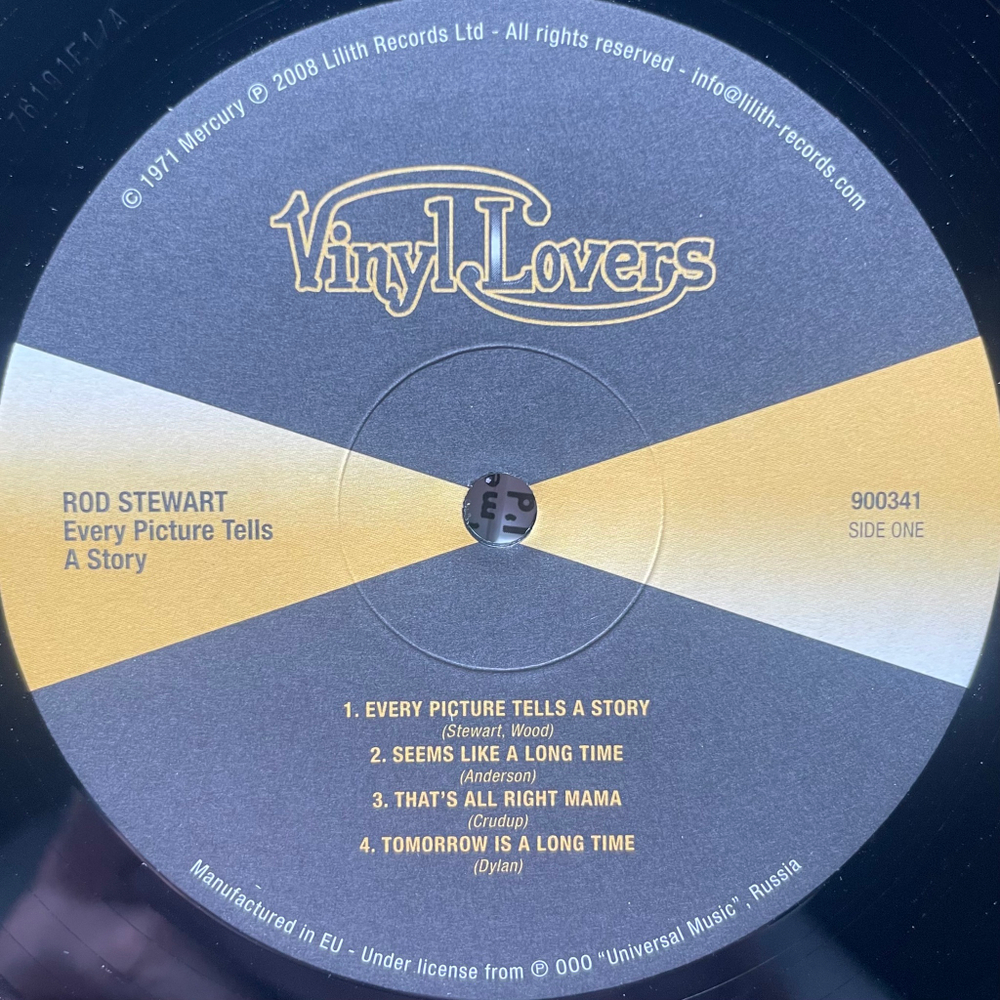 © 1971 Mercury ℗ 2008 Lilith Records Ltd - All rights reserved - info@lilith-records.com
Vinyl Lovers
ROD STEWART
Every Picture Tells
A Story
900341
SIDE ONE
1. EVERY PICTURE TELLS A STORY
(Stewart, Wood)
2. SEEMS LIKE A LONG TIME
(Anderson)
3. THAT'S ALL RIGHT MAMA
(Crudup)
4. TOMORROW IS A LONG TIME
(Dylan)
Manufactured in EU - Under license from ℗ OOO "Universal Music" , Russia